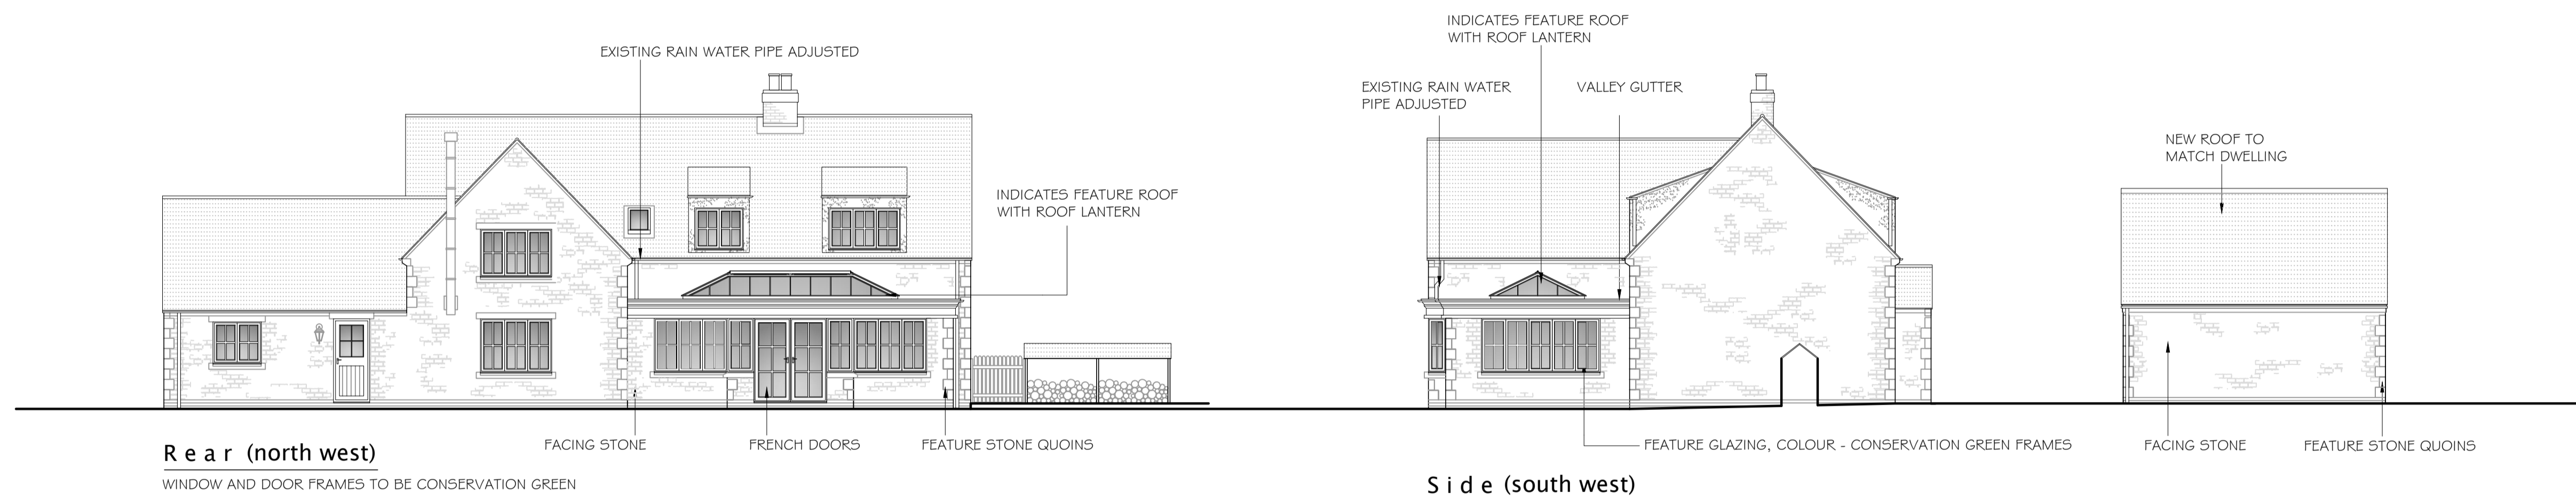 EXISTING RAIN WATER PIPE ADJUSTED
INDICATES FEATURE ROOF
WITH ROOF LANTERN
FACING STONE
FRENCH DOORS
FEATURE STONE QUOINS
Rear (north west)
WINDOW AND DOOR FRAMES TO BE CONSERVATION GREEN
INDICATES FEATURE ROOF
WITH ROOF LANTERN
EXISTING RAIN WATER
PIPE ADJUSTED
VALLEY GUTTER
FEATURE GLAZING, COLOUR - CONSERVATION GREEN FRAMES
Side (south west)
NEW ROOF TO
MATCH DWELLING
FACING STONE
FEATURE STONE QUOINS